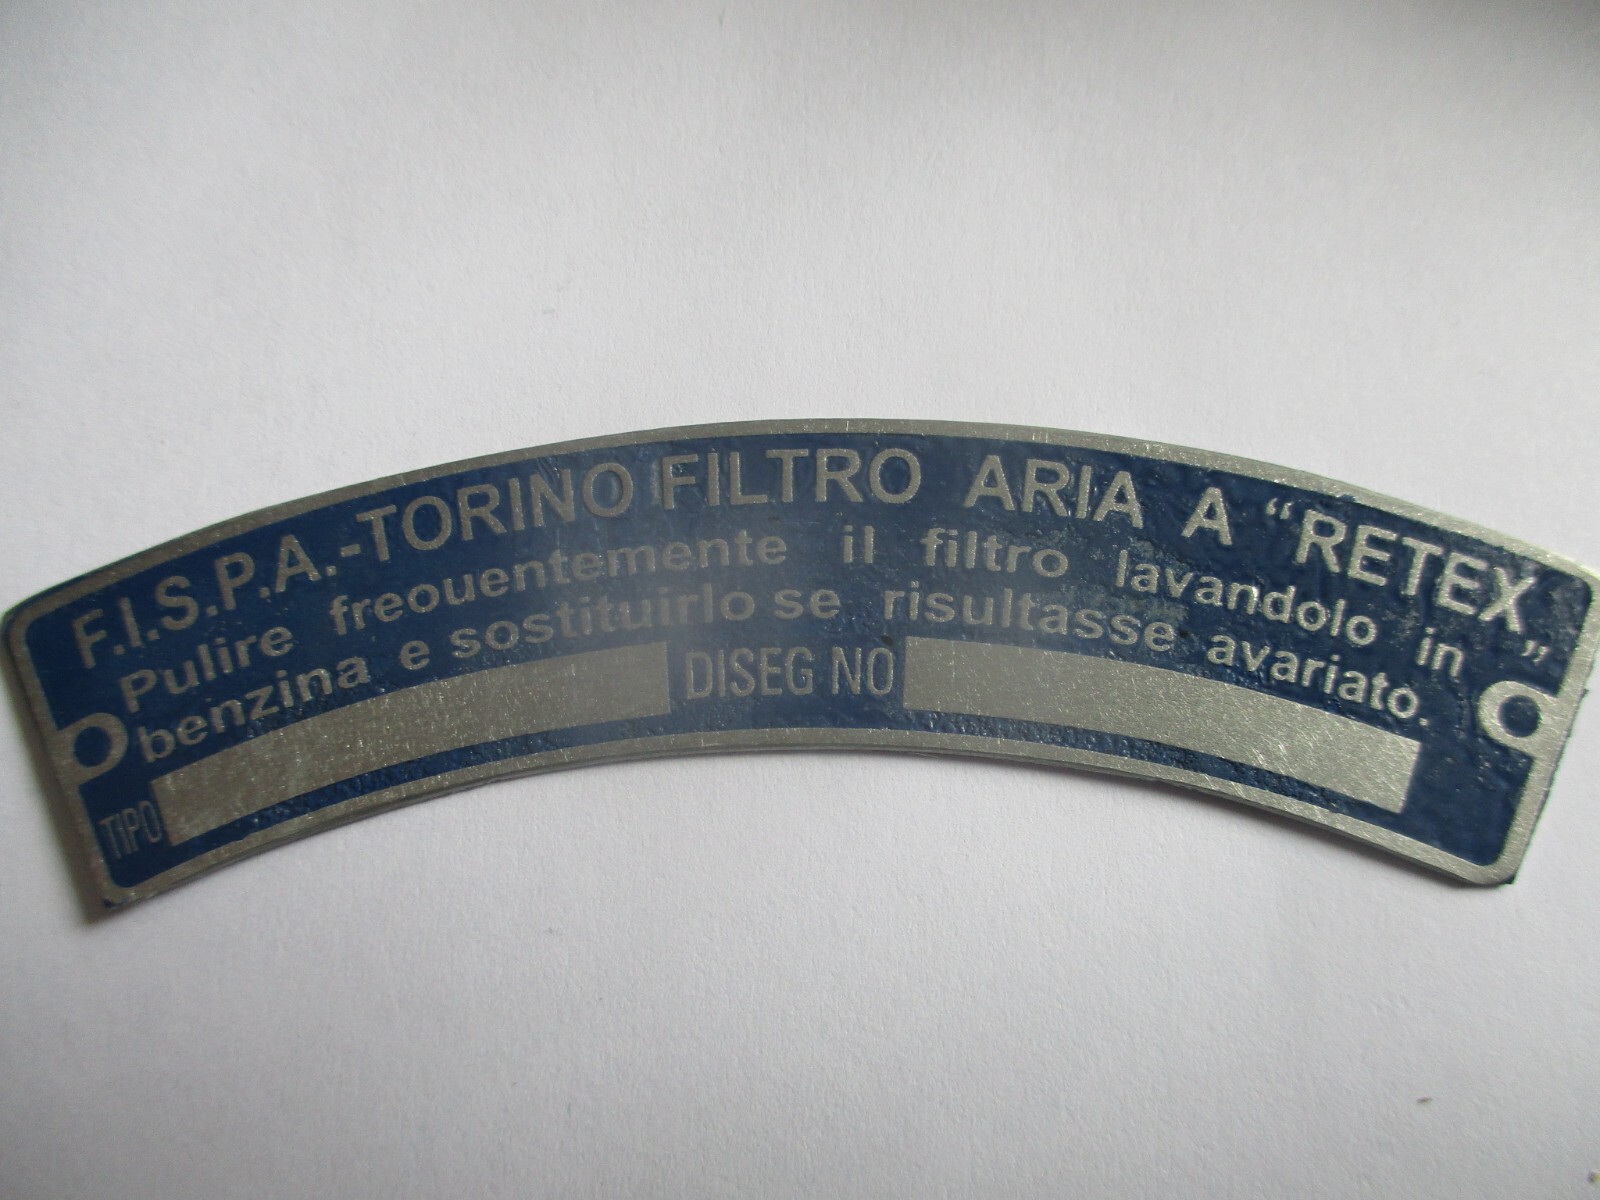 F.I.S.P.A.-TORINO FILTRO ARIA A “RETEX”
Pulire freouentemente il filtro lavandolo in
benzina e sostituirlo se risultasse avariato.
TIPO DISEG NO